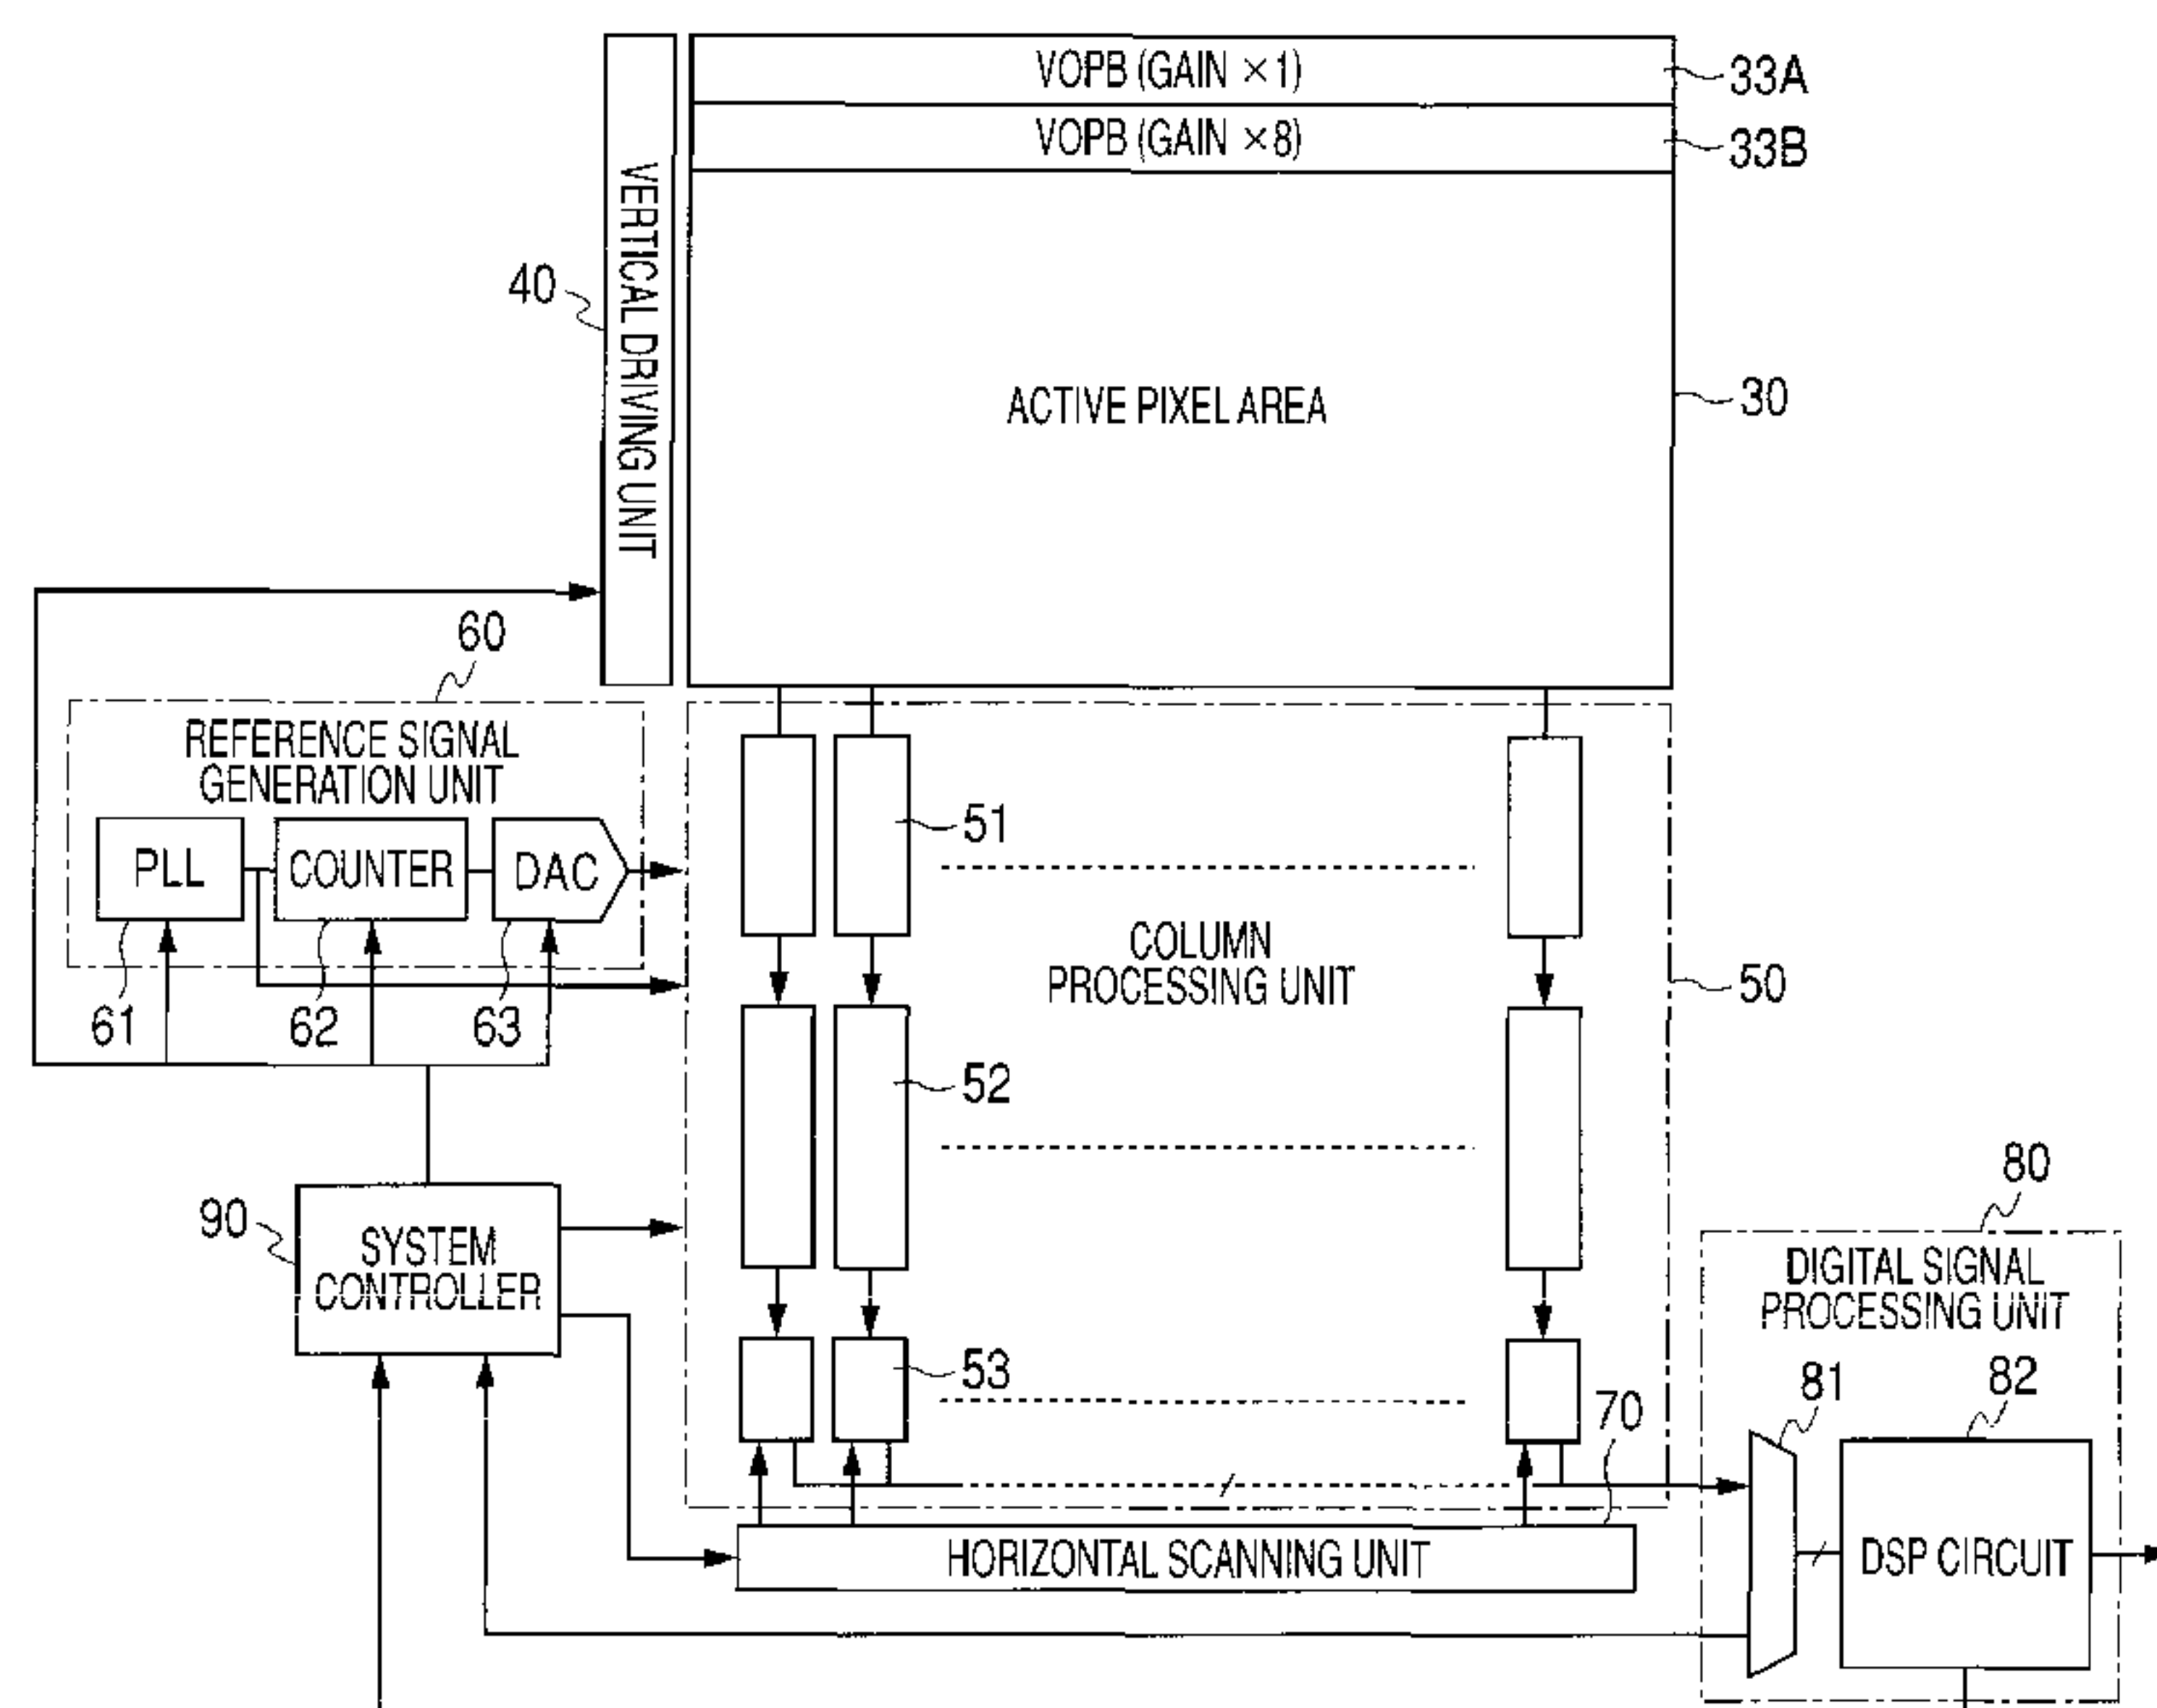 VOPB (GAIN ×1)
33A
VOPB (GAIN ×8)
33B
VERTICAL DRIVING UNIT
40
ACTIVE PIXEL AREA
30
60
REFERENCE SIGNAL
GENERATION UNIT
PLL
COUNTER
DAC
61
62
63
51
COLUMN
PROCESSING UNIT
50
52
90
SYSTEM
CONTROLLER
53
70
80
DIGITAL SIGNAL
PROCESSING UNIT
81
82
HORIZONTAL SCANNING UNIT
DSP CIRCUIT